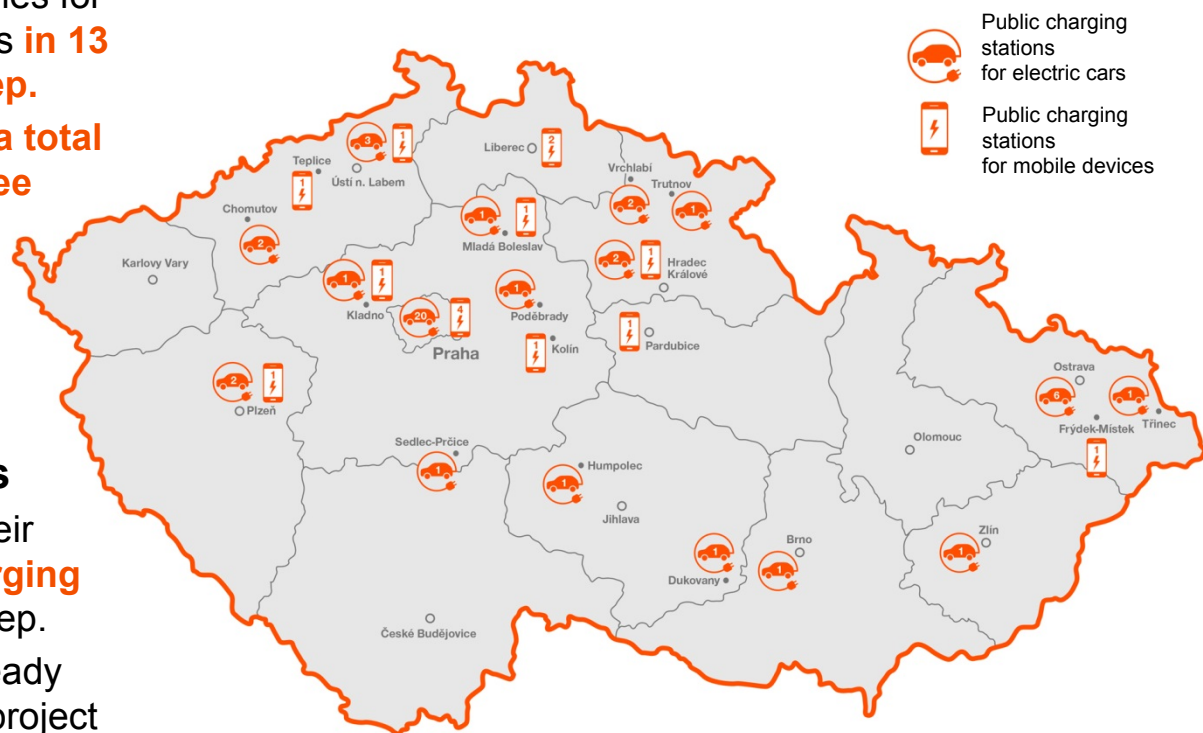 nes for
s in 13
ep.
a total
ee
s
eir
rging
ep.
eady
project
Public charging
stations
for electric cars
Public charging
stations
for mobile devices
3
1
Teplice
Ústí n. Labem
1
Chomutov
2
Karlovy Vary
Liberec
2
Vrchlabí
Trutnov
2
1
1
1
Mladá Boleslav
2
1
Hradec
Králové
1
1
Kladno
20
4
Praha
1
Poděbrady
1
Kolín
1
Pardubice
2
1
Plzeň
Sedlec-Prčice
1
Humpolec
1
Jihlava
1
Dukovany
Brno
1
České Budějovice
Olomouc
Ostrava
6
1
Frýdek-Místek
Třinec
1
Zlín
1